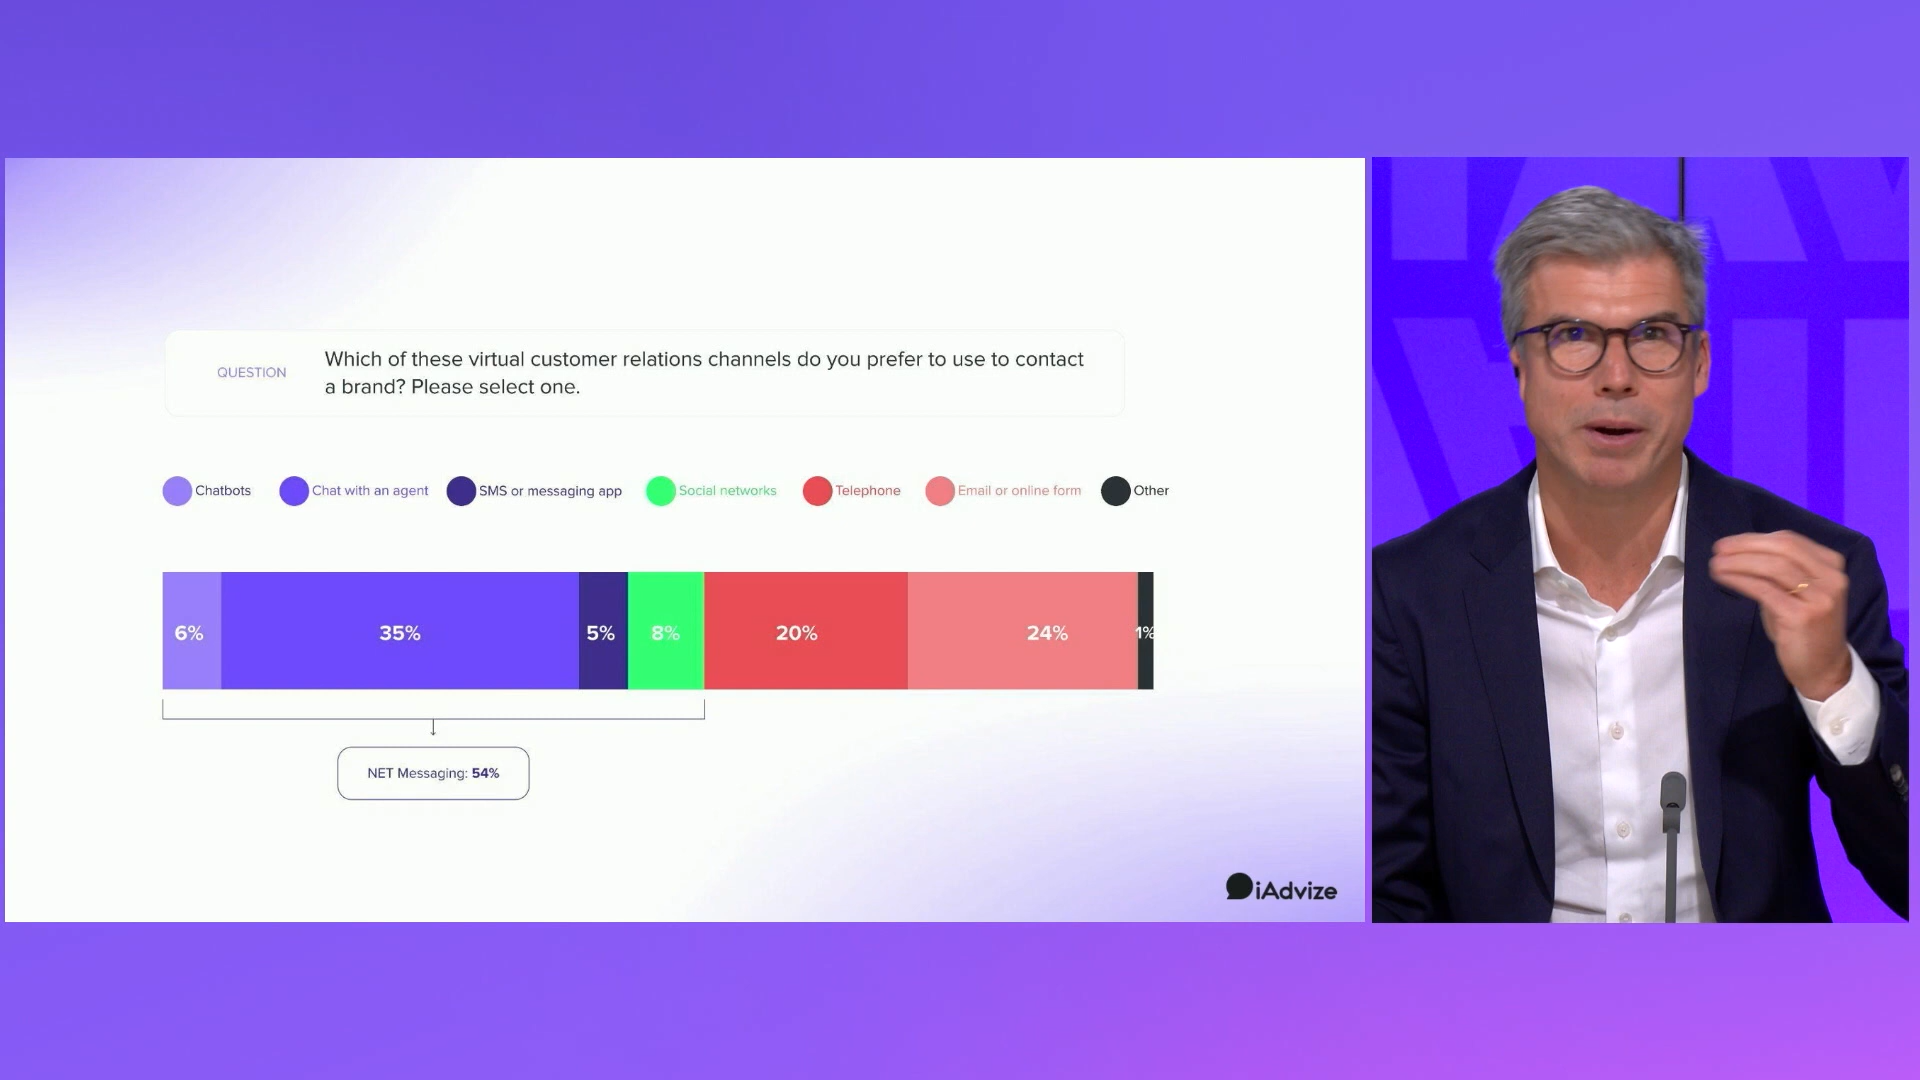 QUESTION
Which of these virtual customer relations channels do you prefer to use to contact
a brand? Please select one.
Chatbots
Chat with an agent
SMS or messaging app
Social networks
Telephone
Email or online form
Other
6%
35%
5%
8%
20%
24%
1%
NET Messaging: 54%
iAdvize